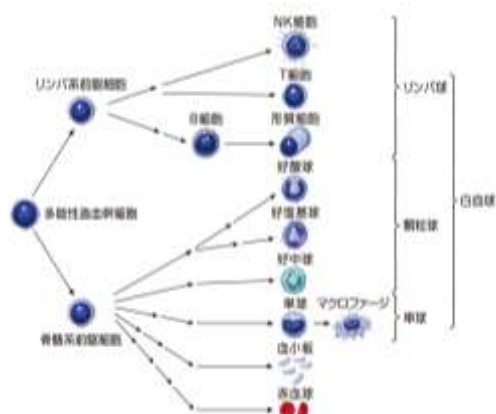 NK細胞
リンパ系前駆細胞
T細胞
B細胞
形質細胞
リンパ球
好酸球
多能性造血幹細胞
好塩基球
顆粒球
白血球
好中球
単球
マクロファージ
単球
骨髄系前駆細胞
血小板
赤血球